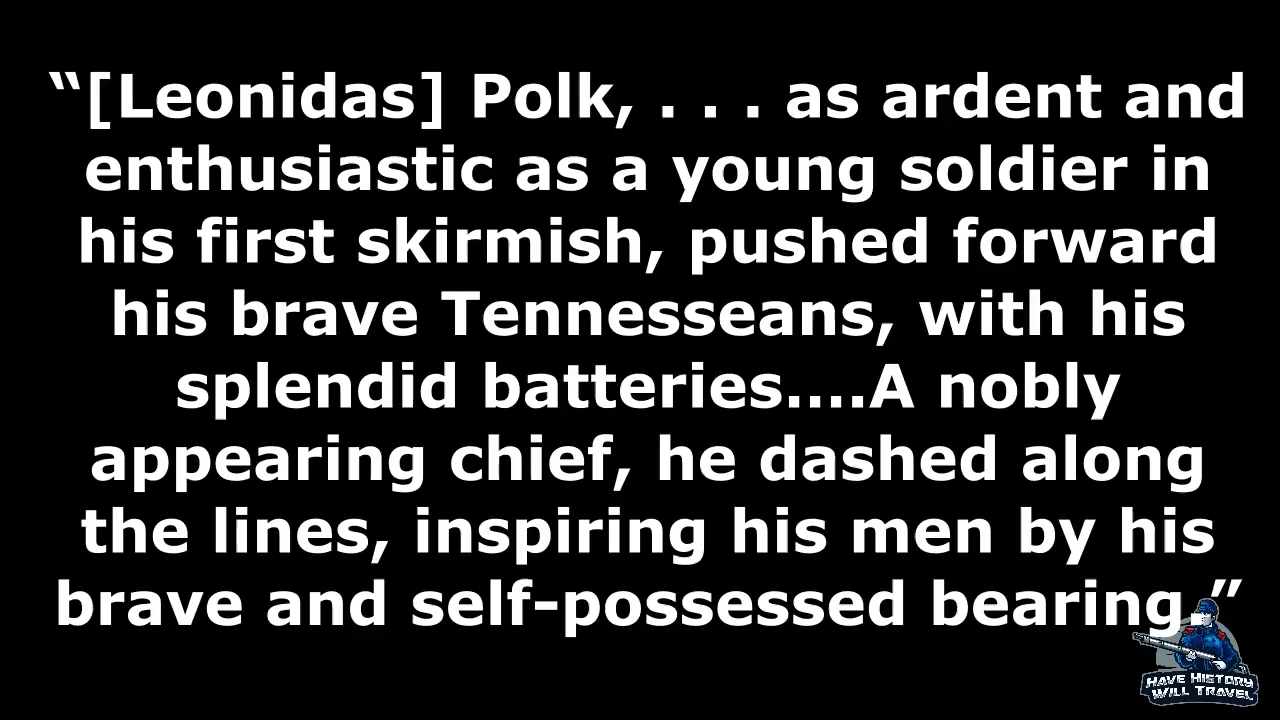 “[Leonidas] Polk, . . . as ardent and
enthusiastic as a young soldier in
his first skirmish, pushed forward
his brave Tennesseans, with his
splendid batteries....A nobly
appearing chief, he dashed along
the lines, inspiring his men by his
brave and self-possessed bearing.”
HAVE HISTORY
WILL TRAVEL